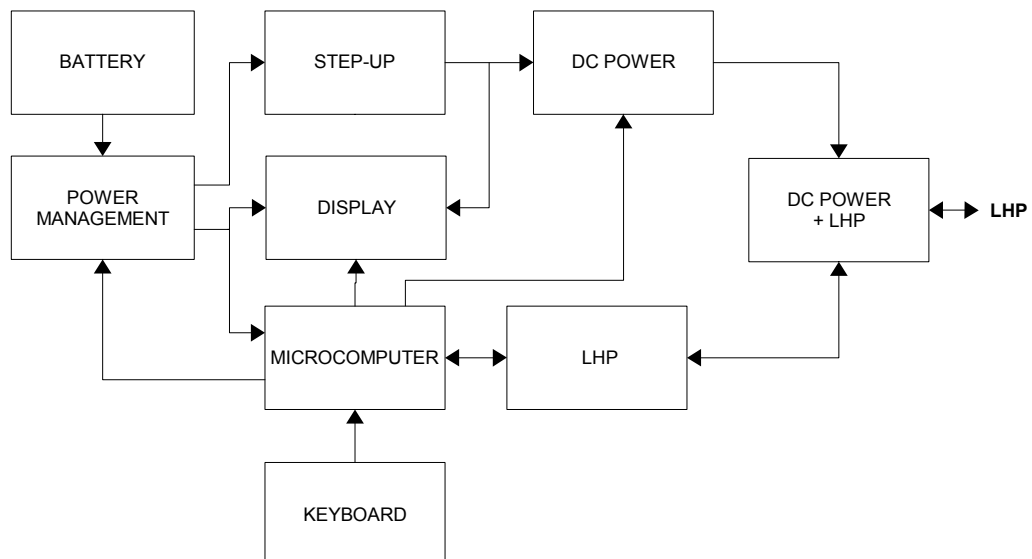 BATTERY
STEP-UP
DC POWER
POWER
MANAGEMENT
DISPLAY
DC POWER
+ LHP
LHP
MICROCOMPUTER
LHP
KEYBOARD